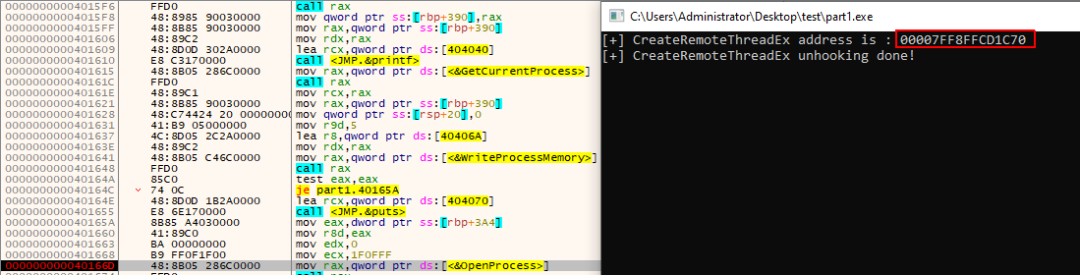 00000000004015F6 FFD0 call rax
00000000004015F8 48:8985 90030000 mov qword ptr ss:[rbp+390],rax
00000000004015FF 48:8B85 90030000 mov rax,qword ptr ss:[rbp+390]
0000000000401606 48:89C2 mov rdx,rax
0000000000401609 48:8D0D 302A0000 lea rcx,qword ptr ds:[404040]
0000000000401610 E8 C3170000 call <JMP.&printf>
0000000000401615 48:8B05 286C0000 mov rax,qword ptr ds:[<&GetCurrentProcess>]
000000000040161C FFD0 call rax
000000000040161E 48:89C1 mov rcx,rax
0000000000401621 48:8B85 90030000 mov rax,qword ptr ss:[rbp+390]
0000000000401628 48:C74424 20 00000000 mov qword ptr ss:[rsp+20],0
0000000000401631 41:B9 05000000 mov r9d,5
0000000000401637 4C:8D05 2C2A0000 lea r8,qword ptr ds:[40406A]
000000000040163E 48:89C2 mov rdx,rax
0000000000401641 48:8B05 C46C0000 mov rax,qword ptr ds:[<&WriteProcessMemory>]
0000000000401648 FFD0 call rax
000000000040164A 85C0 test eax,eax
000000000040164C 74 0C je part1.40165A
000000000040164E 48:8D0D 1B2A0000 lea rcx,qword ptr ds:[404070]
0000000000401655 E8 6E170000 call <JMP.&puts>
000000000040165A 8B85 A4030000 mov eax,dword ptr ss:[rbp+3A4]
0000000000401660 41:89C0 mov r8d,eax
0000000000401663 BA 00000000 mov edx,0
0000000000401668 B9 FF0F1F00 mov ecx,1F0FFF
000000000040166D 48:8B05 286C0000 mov rax,qword ptr ds:[<&OpenProcess>]
C:\Users\Administrator\Desktop\test\part1.exe
[+] CreateRemoteThreadEx address is : 00007FF8FFCD1C70
[+] CreateRemoteThreadEx unhooking done!